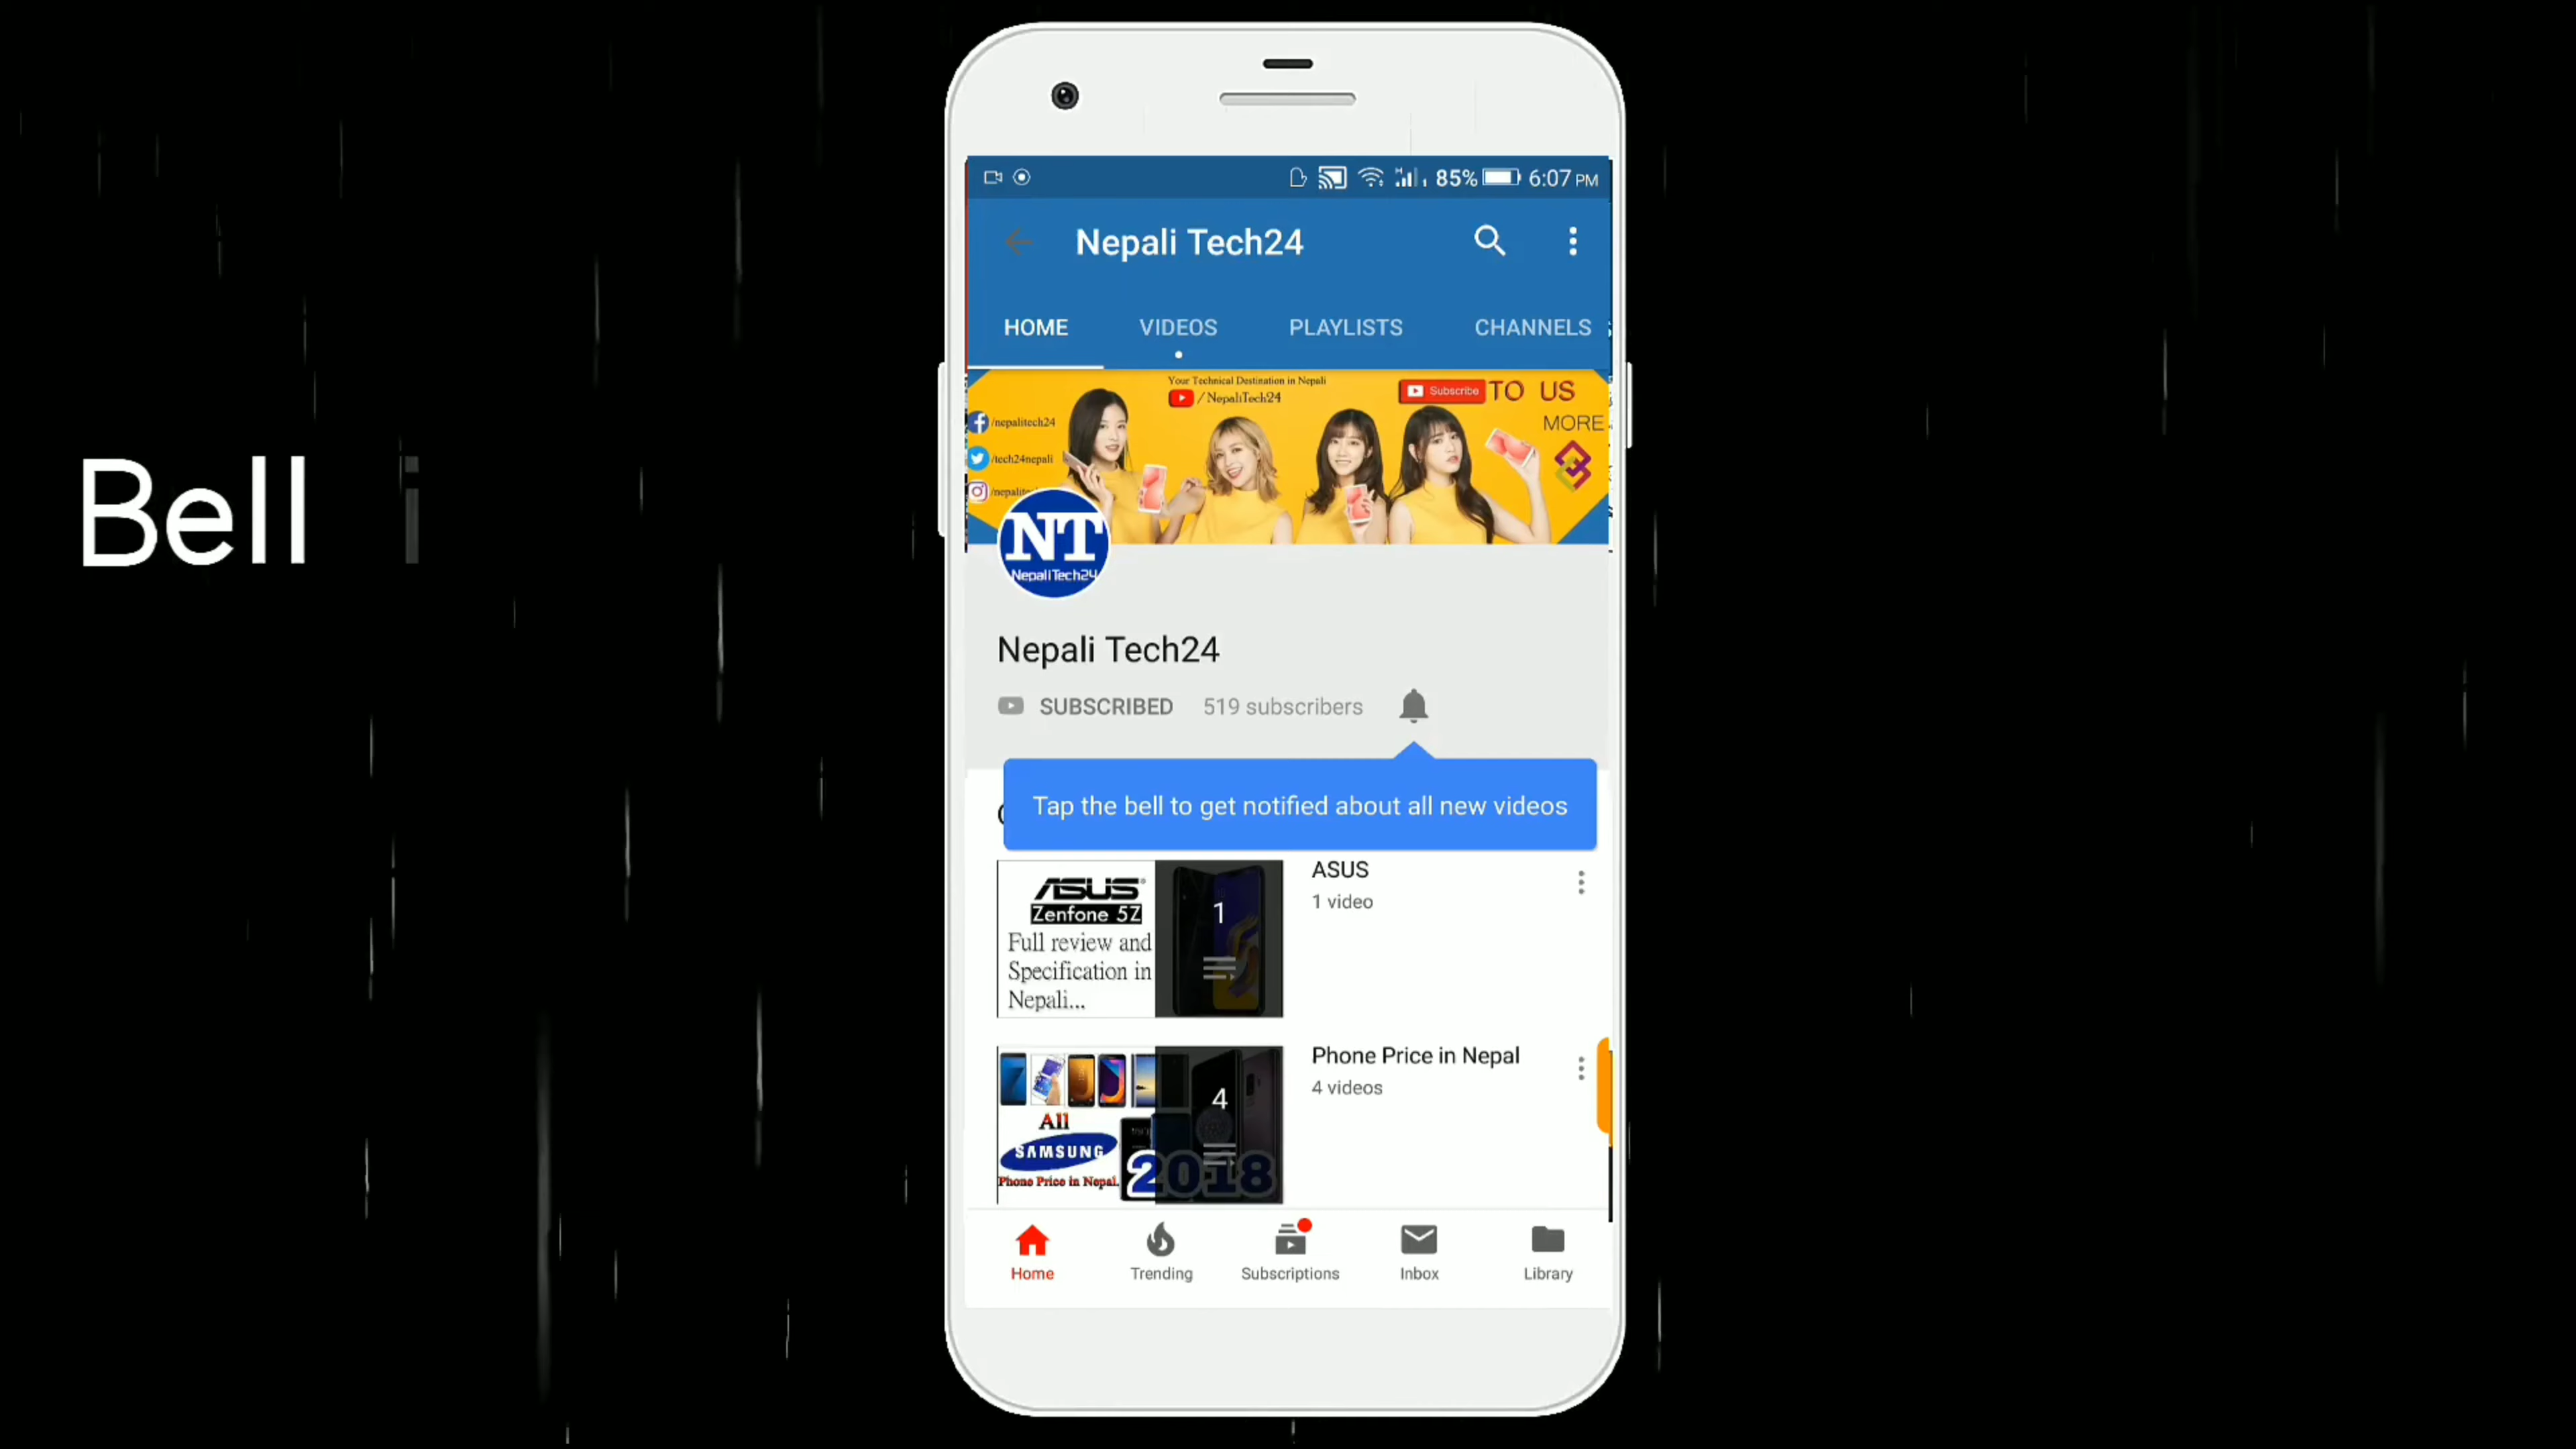 Bell i
85% 6:07 PM
Nepali Tech24
HOME VIDEOS PLAYLISTS CHANNELS
Your Technical Destination in Nepali
/NepaliTech24
Subscribe TO US
MORE
/nepalitech24
/tech24nepali
NT
NepaliTech24
Nepali Tech24
SUBSCRIBED 519 subscribers
Tap the bell to get notified about all new videos
ASUS
Zenfone 5Z
Full review and
Specification in
Nepali...
1
ASUS
1 video
All
SAMSUNG
Phone Price in Nepal.
2018
4
Phone Price in Nepal
4 videos
Home Trending Subscriptions Inbox Library